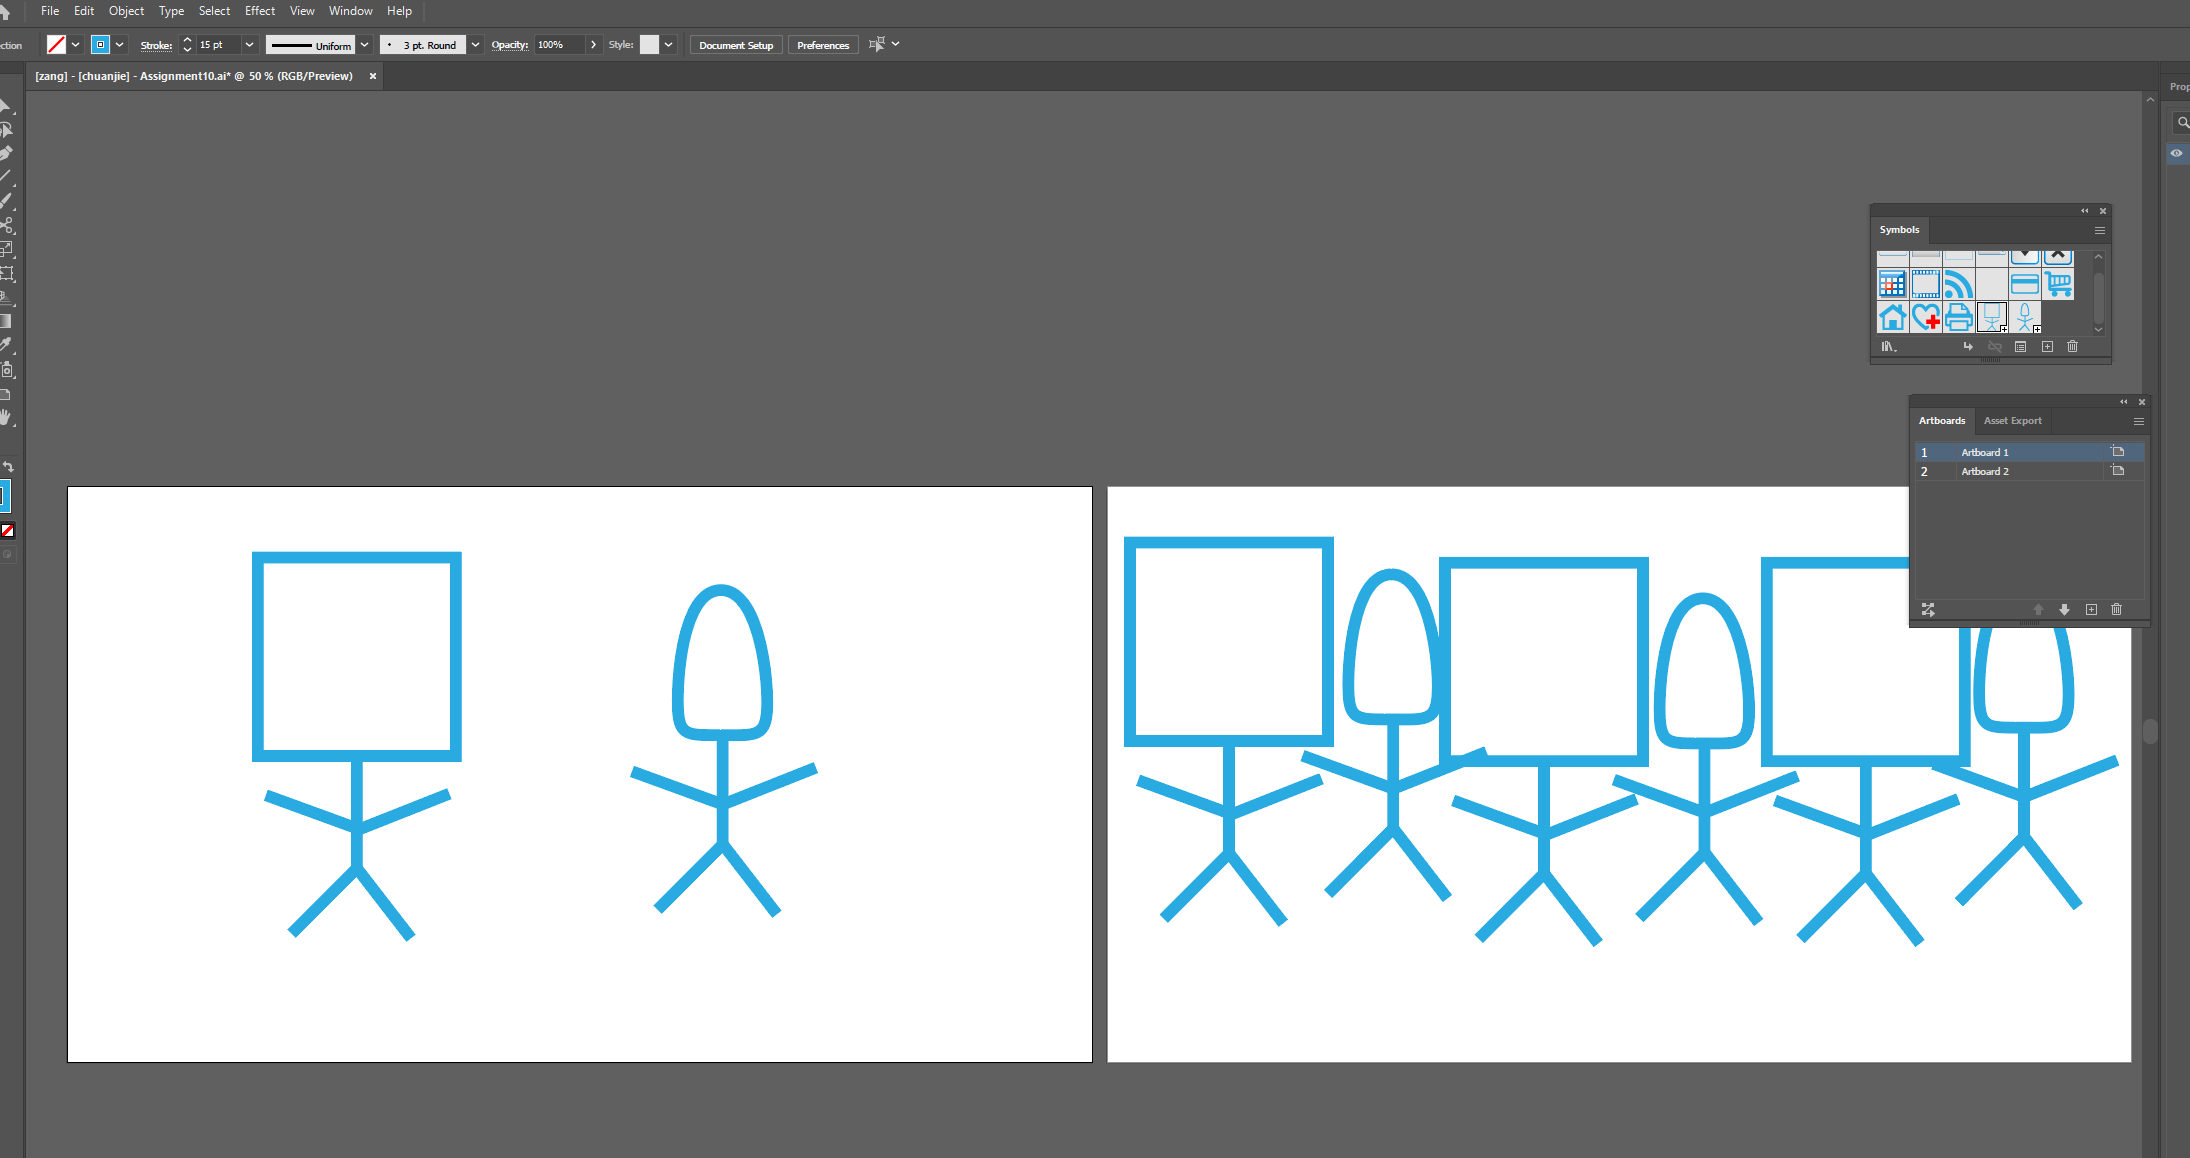 File Edit Object Type Select Effect View Window Help
ction Stroke: 15 pt Uniform 3 pt. Round Opacity: 100% Style: Document Setup Preferences
[zang] - [chuanjie] - Assignment10.ai* @ 50 % (RGB/Preview)
Prop
Symbols
Artboards Asset Export
1 Artboard 1
2 Artboard 2